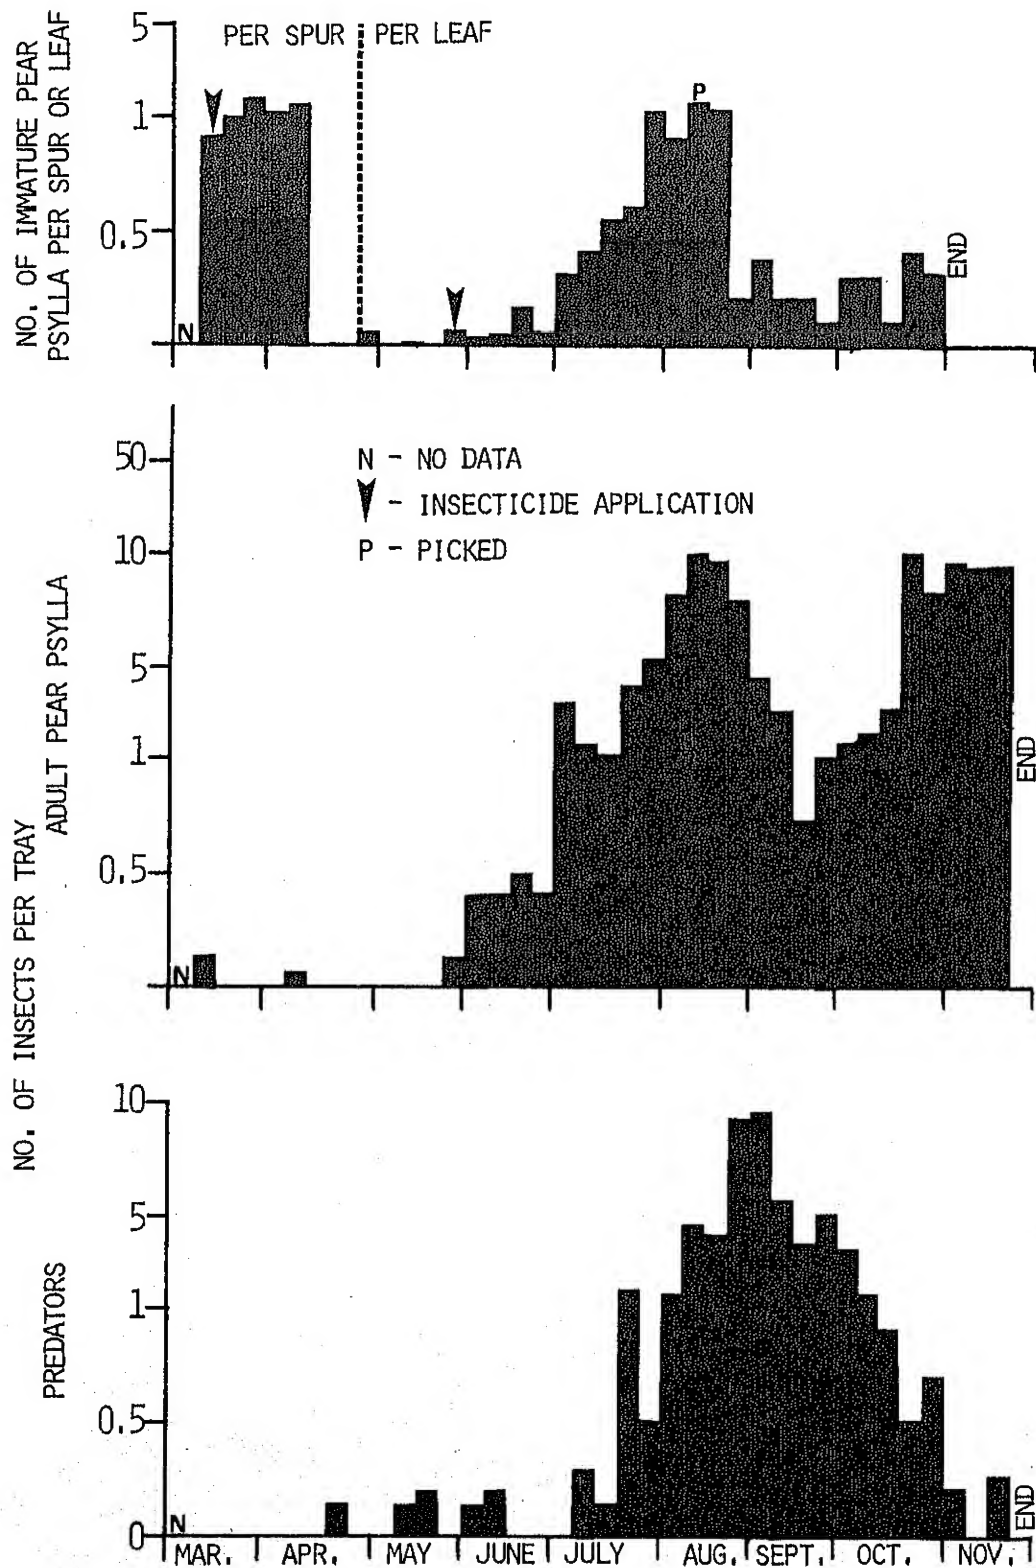 NO. OF IMMATURE PEAR
PSYLLA PER SPUR OR LEAF
PER SPUR PER LEAF
5
1
0.5
N
P
END
NO. OF INSECTS PER TRAY
ADULT PEAR PSYLLA
50
10
5
1
0.5
N - NO DATA
- INSECTICIDE APPLICATION
P - PICKED
N
END
PREDATORS
10
5
1
0.5
0
N
END
MAR. APR. MAY JUNE JULY AUG. SEPT. OCT. NOV.